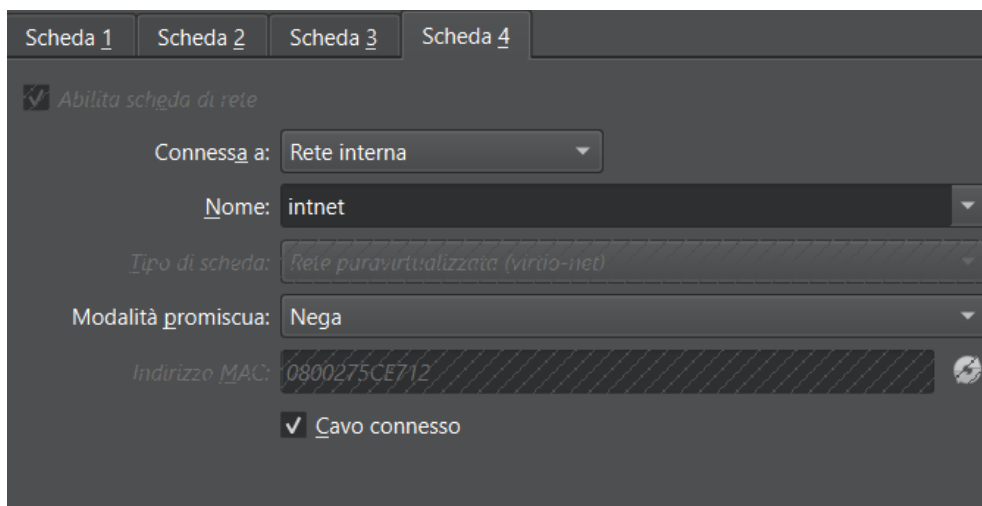 Scheda 1 Scheda 2 Scheda 3 Scheda 4
Abilita scheda di rete
Connessa a: Rete interna
Nome: intnet
Tipo di scheda: Rete paravirtualizzata (virtio-net)
Modalità promiscua: Nega
Indirizzo MAC: 0800275CE712
Cavo connesso